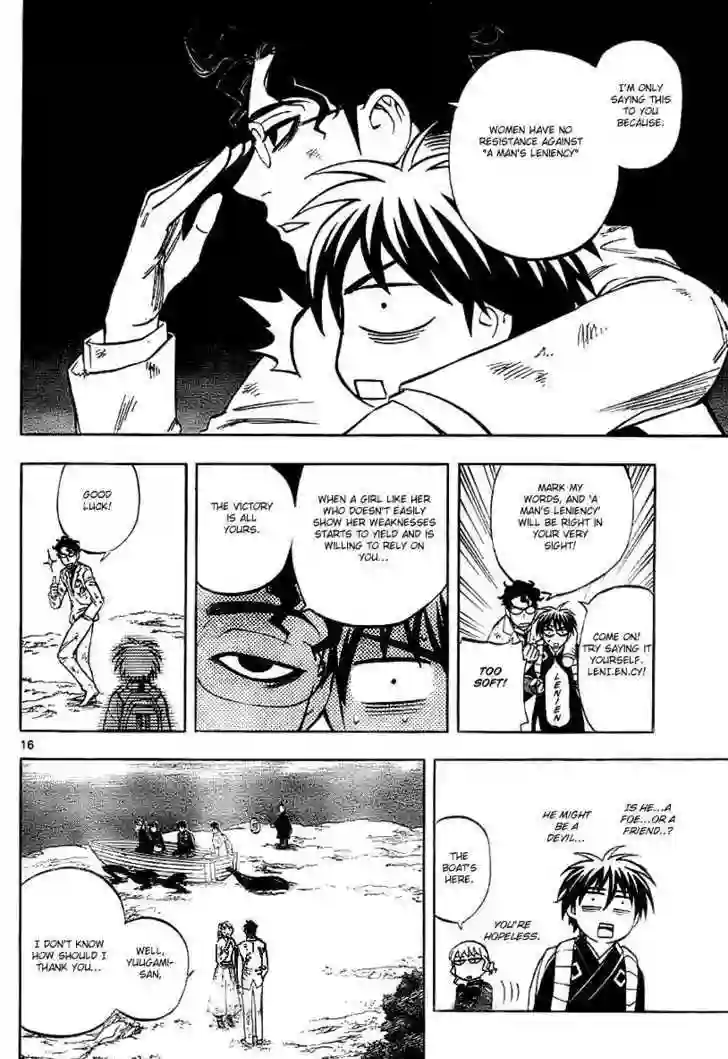 I'M ONLY
SAYING THIS
TO YOU
BECAUSE.
WOMEN HAVE NO
RESISTANCE AGAINST
"A MAN'S LENIENCY"
MARK MY
WORDS, AND 'A
MAN'S LENIENCY'
WILL BE RIGHT IN
YOUR VERY
SIGHT!
COME ON!
TRY SAYING IT
YOURSELF.
LENI.EN.CY!
LENIEN
TOO
SOFT!
WHEN A GIRL LIKE HER
WHO DOESN'T EASILY
SHOW HER WEAKNESSES
STARTS TO YIELD AND IS
WILLING TO RELY ON
YOU...
THE VICTORY
IS ALL
YOURS.
GOOD
LUCK!
16
IS HE...A
FOE...OR A
FRIEND..?
HE MIGHT
BE A
DEVIL...
THE
BOAT'S
HERE.
YOU'RE
HOPELESS.
WELL,
YUUGAMI-
SAN,
I DON'T KNOW
HOW SHOULD I
THANK YOU...